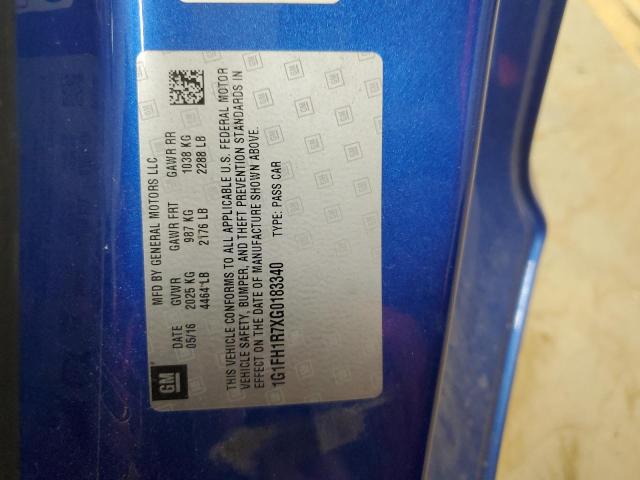 GM
MFD BY GENERAL MOTORS LLC
DATE GVWR GAWR FRT GAWR RR
05/16 2025 KG 987 KG 1038 KG
4464 LB 2176 LB 2288 LB
THIS VEHICLE CONFORMS TO ALL APPLICABLE U.S. FEDERAL MOTOR
VEHICLE SAFETY, BUMPER, AND THEFT PREVENTION STANDARDS IN
EFFECT ON THE DATE OF MANUFACTURE SHOWN ABOVE.
1G1FH1R7XG0183340 TYPE: PASS CAR